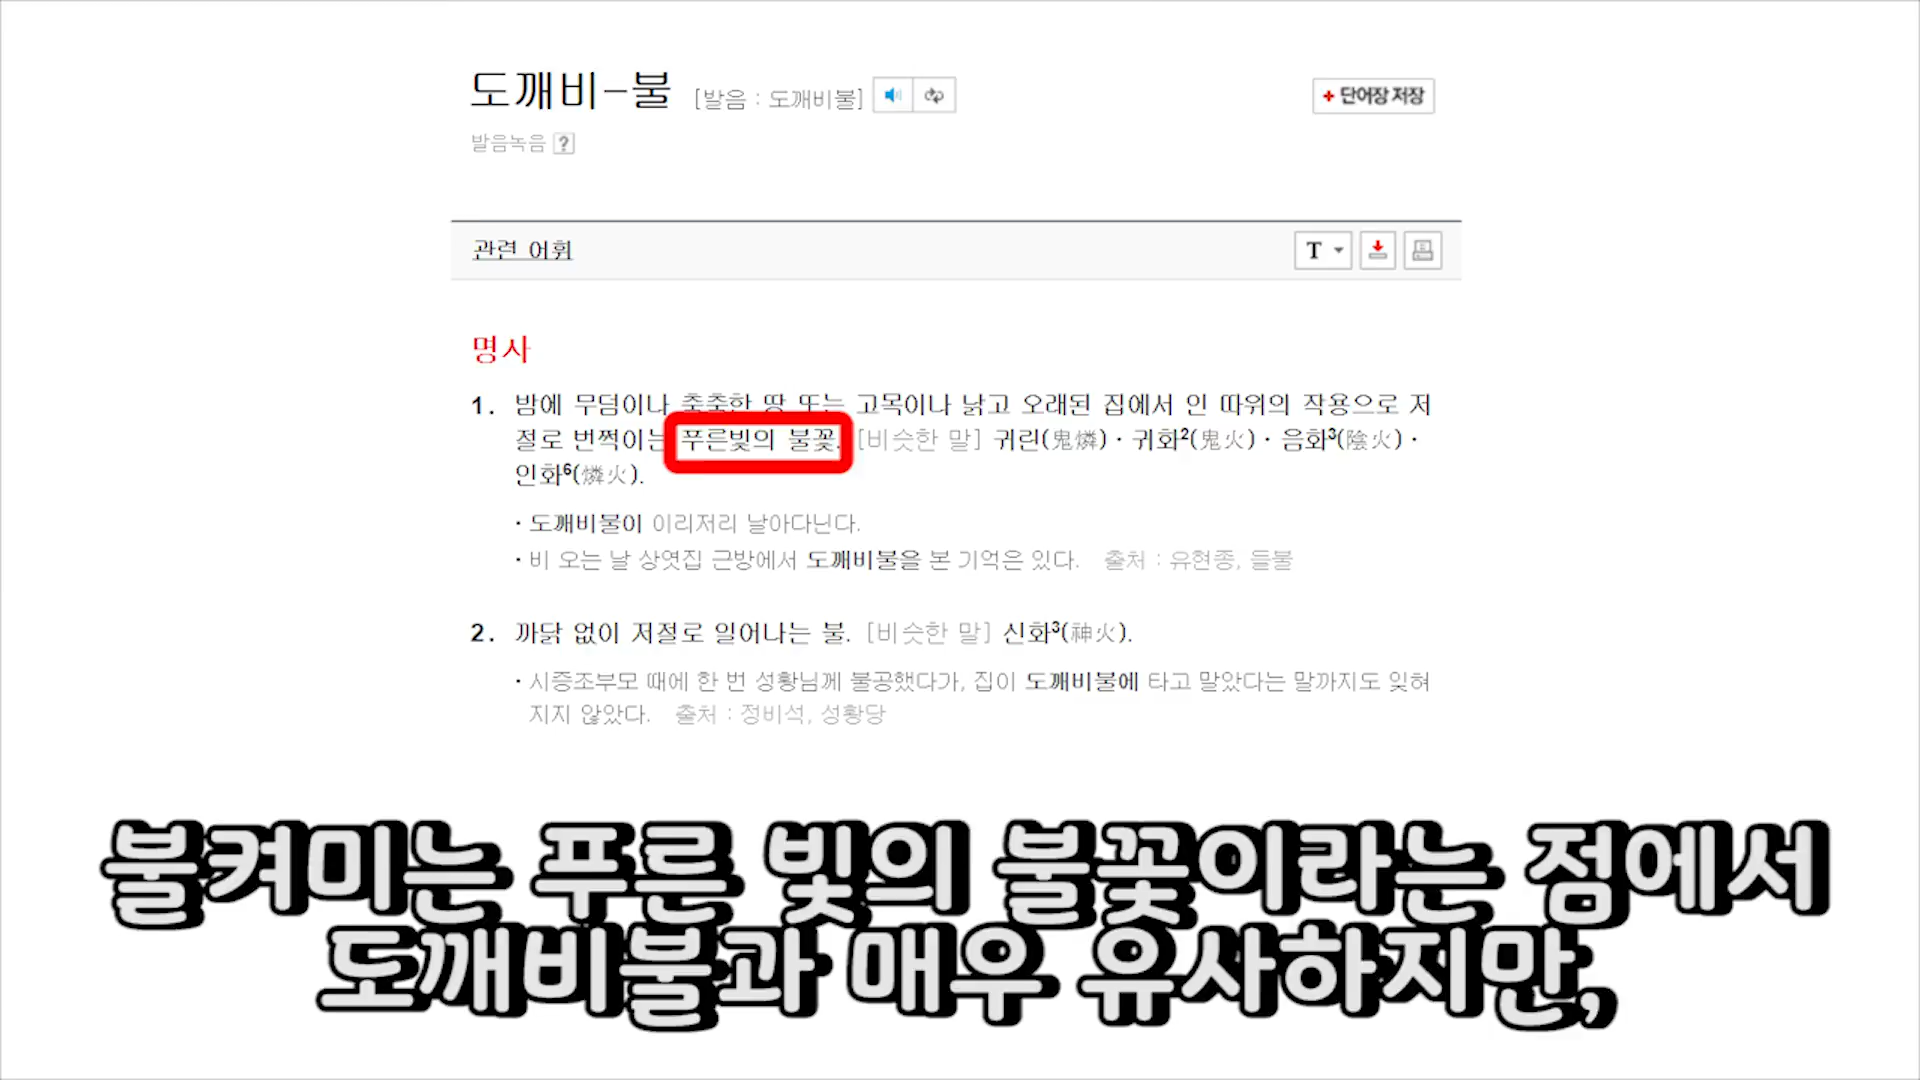 도깨비-불 [발음 : 도깨비불]
+ 단어장 저장
발음녹음 ?
관련 어휘
T
명사
1. 밤에 무덤이나 축축한 땅 또는 고목이나 낡고 오래된 집에서 인 따위의 작용으로 저
절로 번쩍이는 푸른빛의 불꽃. [비슷한 말] 귀린(鬼燐)·귀화²(鬼火)·음화³(陰火)·
인화⁶(燐火).
· 도깨비불이 이리저리 날아다닌다.
· 비 오는 날 상엿집 근방에서 도깨비불을 본 기억은 있다. 출처 : 유현종, 들불
2. 까닭 없이 저절로 일어나는 불. [비슷한 말] 신화³(神火).
· 시증조부모 때에 한 번 성황님께 불공했다가, 집이 도깨비불에 타고 말았다는 말까지도 잊혀
지지 않았다. 출처 : 정비석, 성황당
불켜미는 푸른 빛의 불꽃이라는 점에서
도깨비불과 매우 유사하지만,